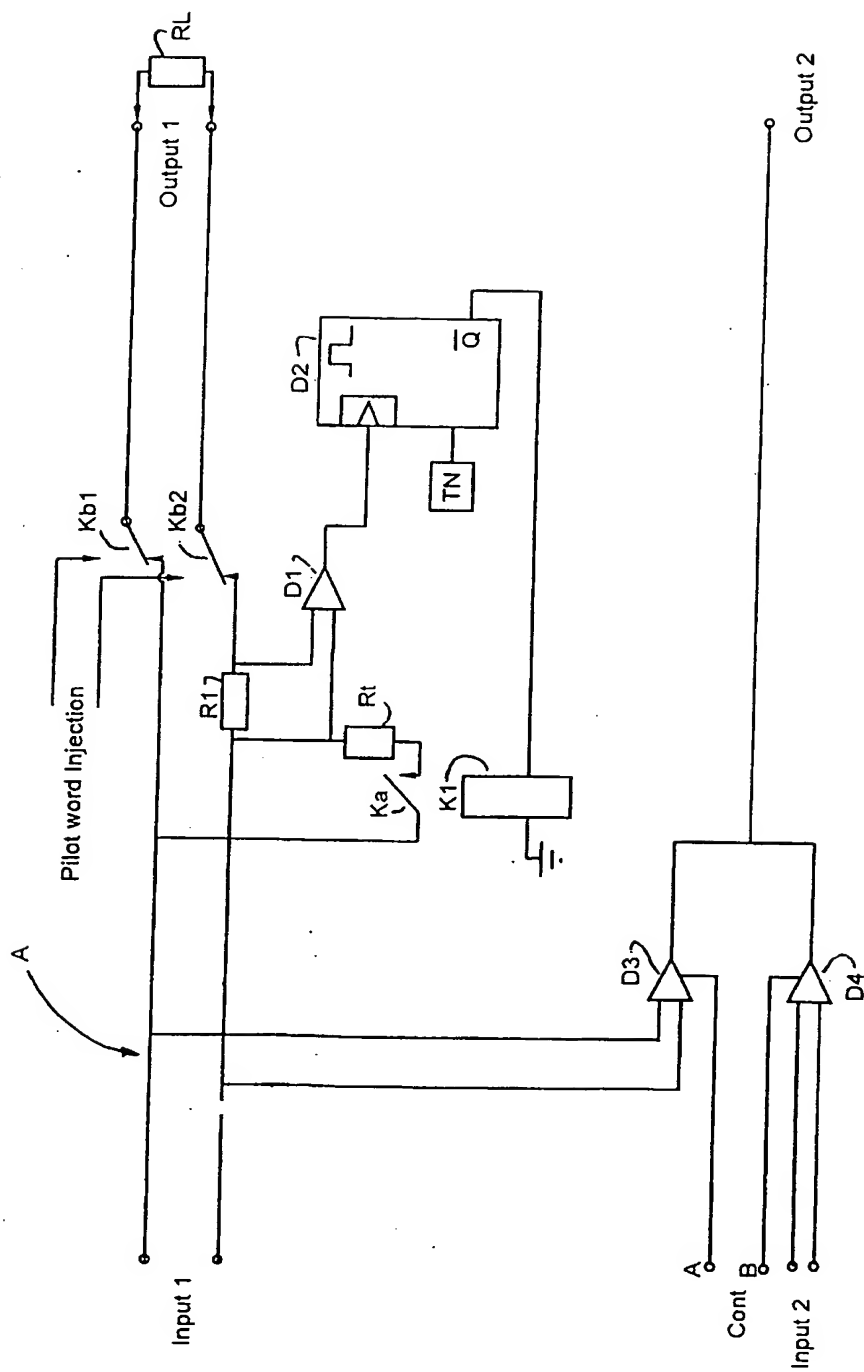 A
Pilot word Injection
Kb1
Kb2
RL
Output 1
Input 1
R1
D1
D2
Q̅
TN
Rt
Ka
K1
D3
D4
A
Cont
B
Input 2
Output 2